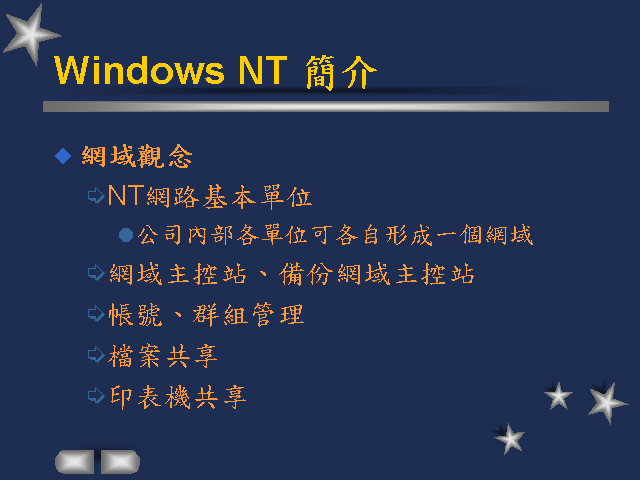 Windows NT 簡介
網域觀念
NT網路基本單位
公司內部各單位可各自形成一個網域
網域主控站、備份網域主控站
帳號、群組管理
檔案共享
印表機共享